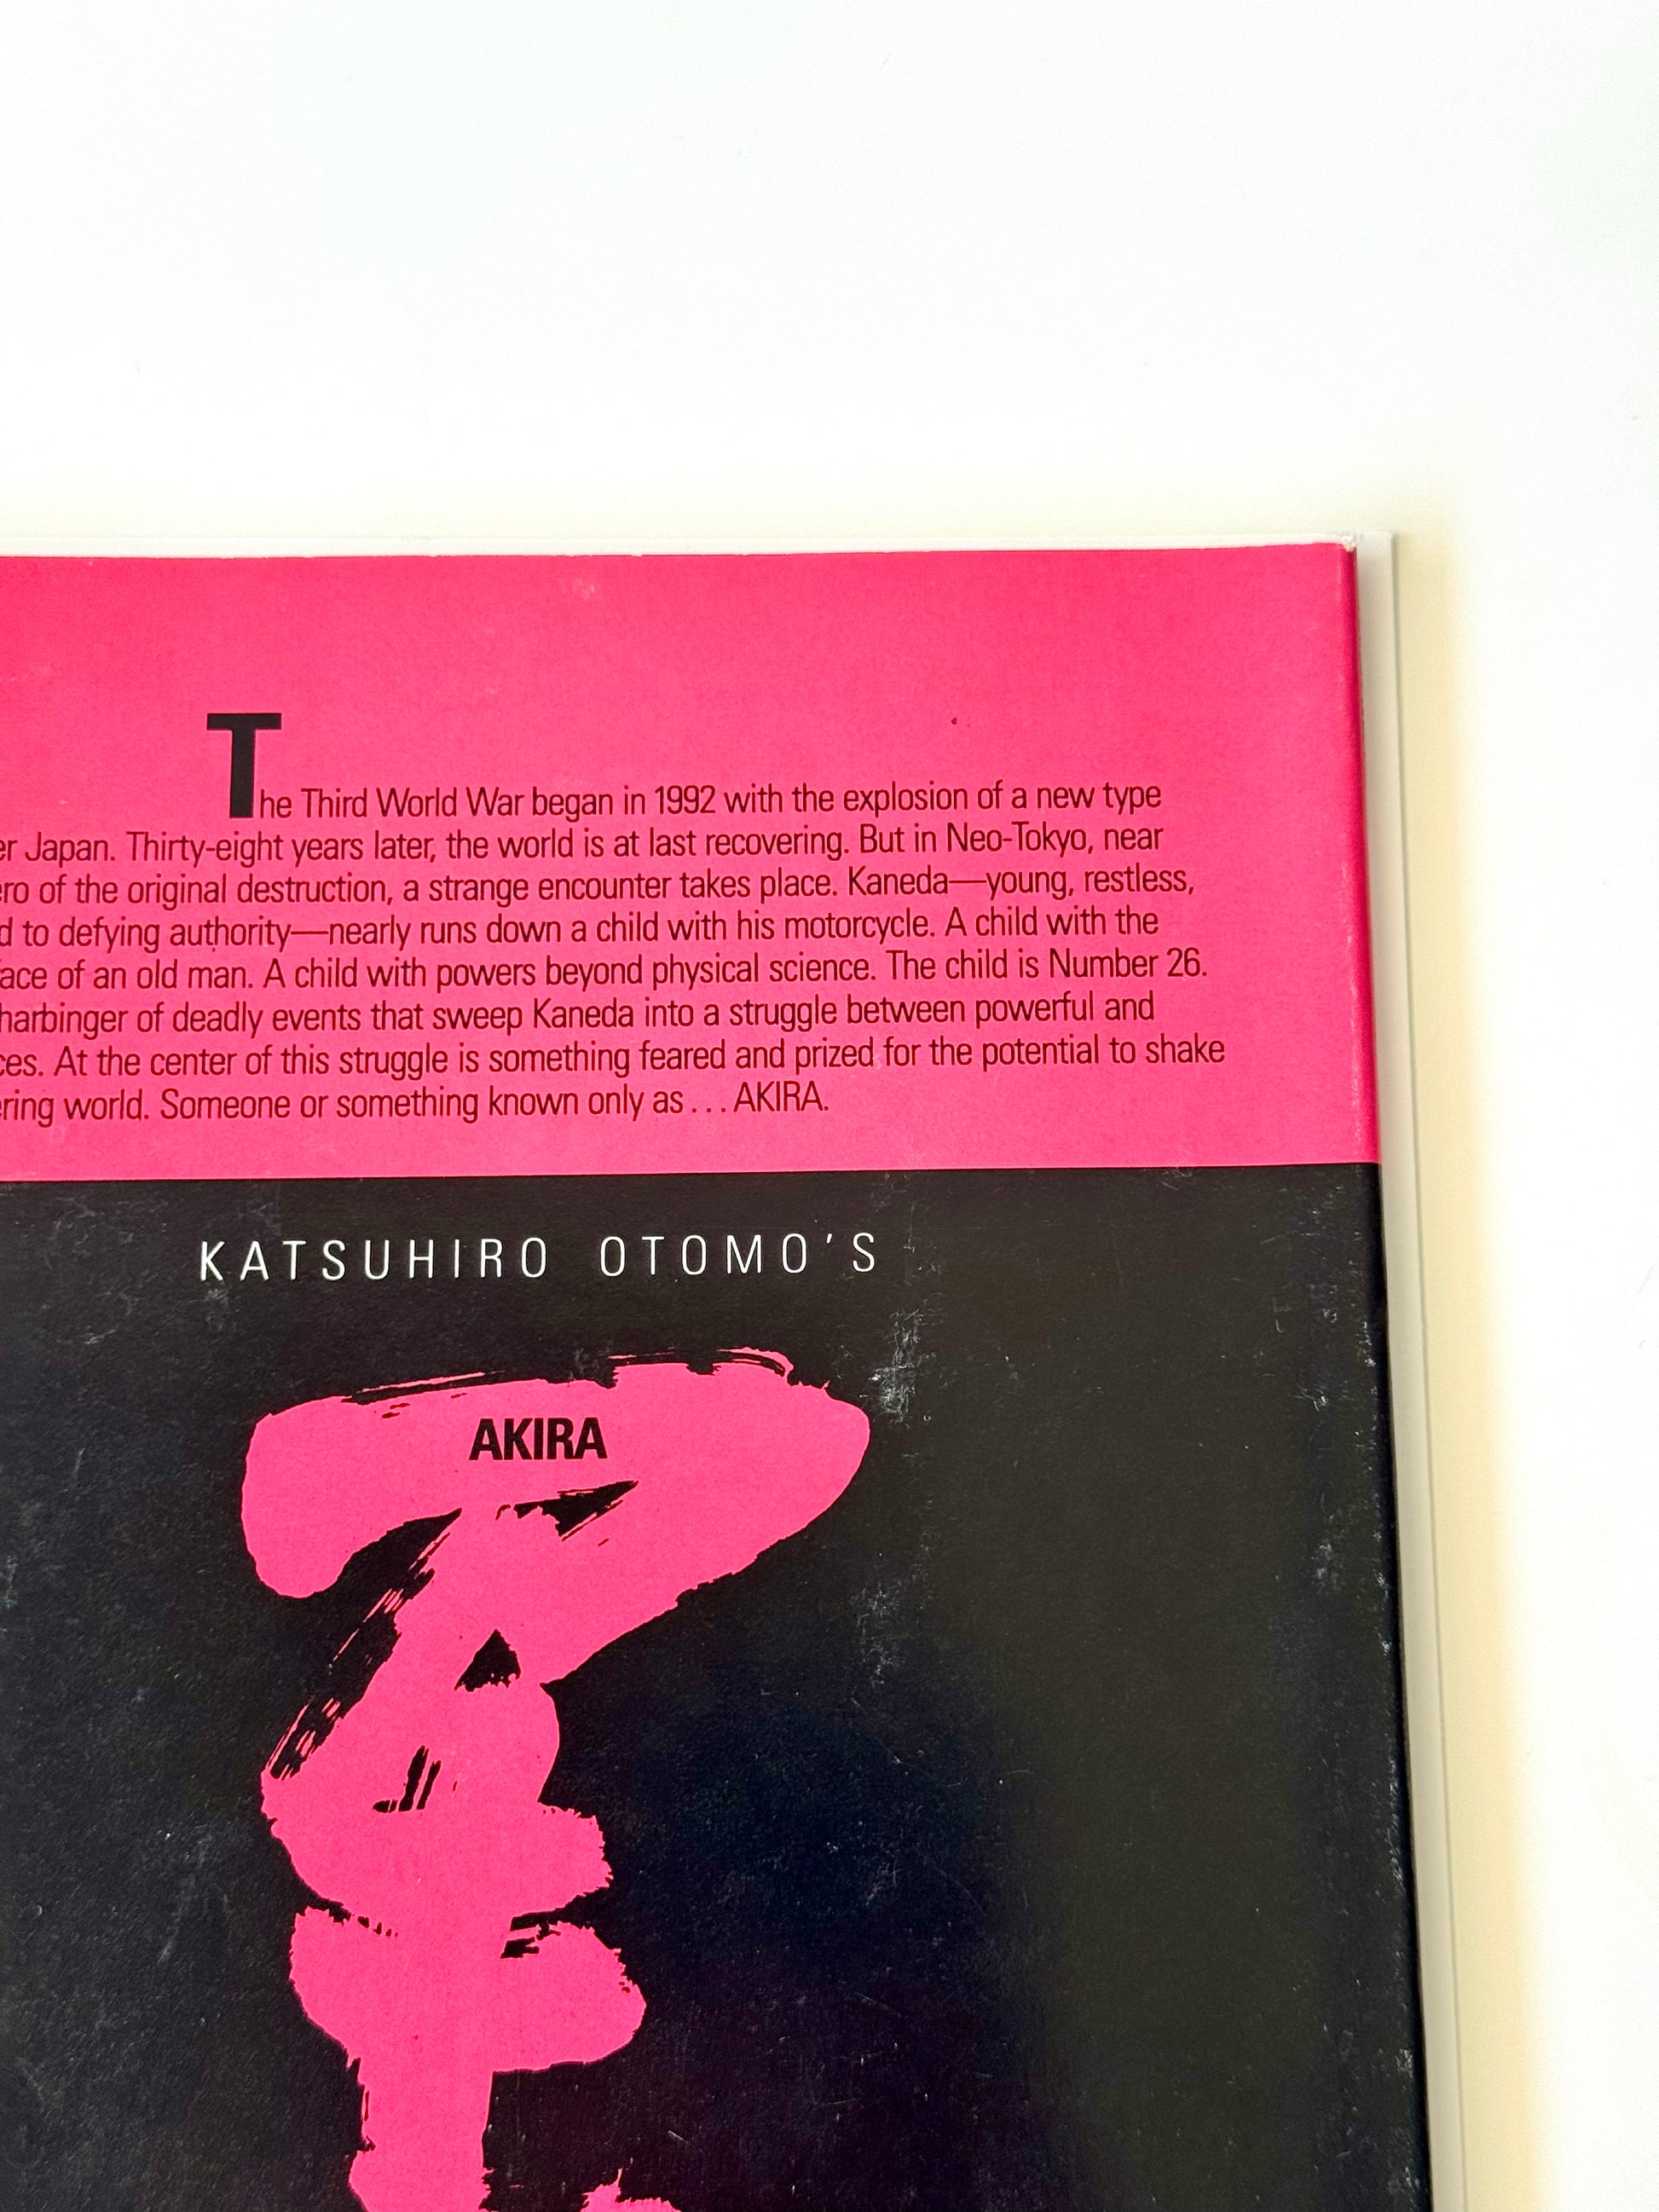 The Third World War began in 1992 with the explosion of a new type
er Japan. Thirty-eight years later, the world is at last recovering. But in Neo-Tokyo, near
ro of the original destruction, a strange encounter takes place. Kaneda—young, restless,
d to defying authority—nearly runs down a child with his motorcycle. A child with the
ace of an old man. A child with powers beyond physical science. The child is Number 26.
harbinger of deadly events that sweep Kaneda into a struggle between powerful and
ces. At the center of this struggle is something feared and prized for the potential to shake
ering world. Someone or something known only as . . . AKIRA.
KATSUHIRO OTOMO'S
AKIRA